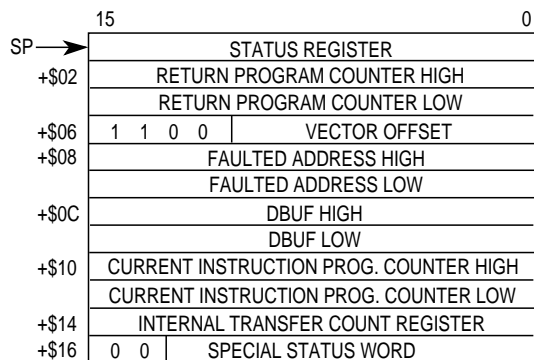 15 0
SP STATUS REGISTER
+$02 RETURN PROGRAM COUNTER HIGH
RETURN PROGRAM COUNTER LOW
+$06 1 1 0 0 VECTOR OFFSET
+$08 FAULTED ADDRESS HIGH
FAULTED ADDRESS LOW
+$0C DBUF HIGH
DBUF LOW
+$10 CURRENT INSTRUCTION PROG. COUNTER HIGH
CURRENT INSTRUCTION PROG. COUNTER LOW
+$14 INTERNAL TRANSFER COUNT REGISTER
+$16 0 0 SPECIAL STATUS WORD